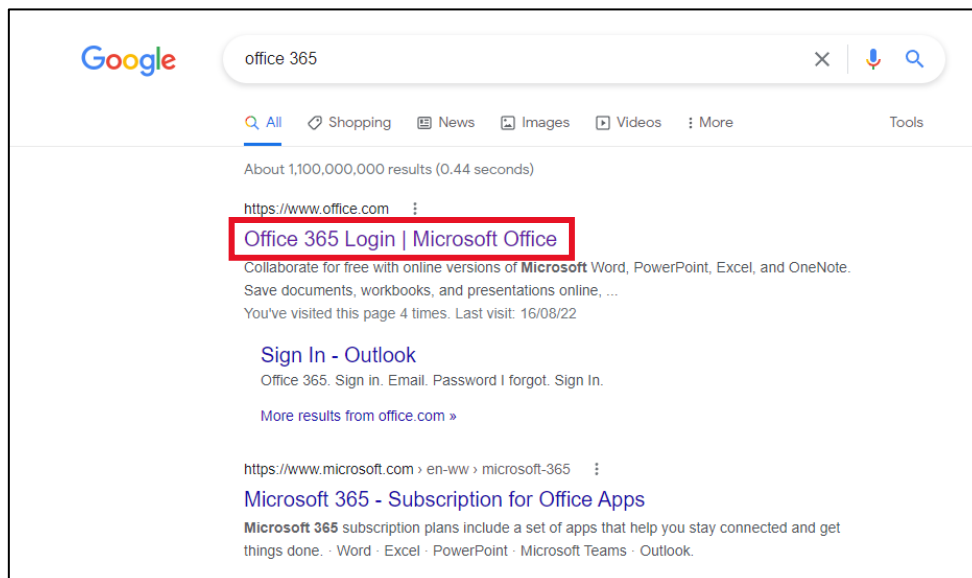 Google
office 365
All
Shopping
News
Images
Videos
More
Tools
About 1,100,000,000 results (0.44 seconds)
https://www.office.com
Office 365 Login | Microsoft Office
Collaborate for free with online versions of Microsoft Word, PowerPoint, Excel, and OneNote.
Save documents, workbooks, and presentations online, ...
You've visited this page 4 times. Last visit: 16/08/22
Sign In - Outlook
Office 365. Sign in. Email. Password I forgot. Sign In.
More results from office.com »
https://www.microsoft.com › en-ww › microsoft-365
Microsoft 365 - Subscription for Office Apps
Microsoft 365 subscription plans include a set of apps that help you stay connected and get
things done. · Word · Excel · PowerPoint · Microsoft Teams · Outlook.